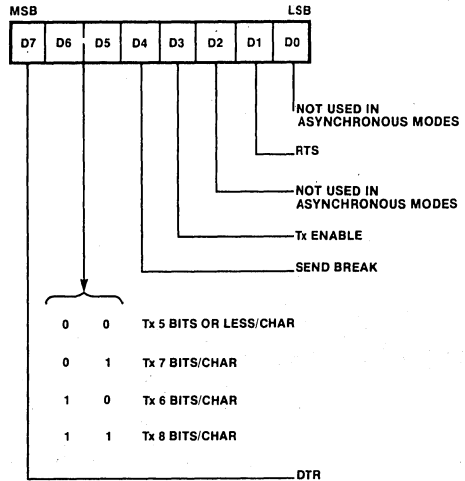 MSB LSB
D7 D6 D5 D4 D3 D2 D1 D0
NOT USED IN
ASYNCHRONOUS MODES
RTS
NOT USED IN
ASYNCHRONOUS MODES
Tx ENABLE
SEND BREAK
0 0 Tx 5 BITS OR LESS/CHAR
0 1 Tx 7 BITS/CHAR
1 0 Tx 6 BITS/CHAR
1 1 Tx 8 BITS/CHAR
DTR